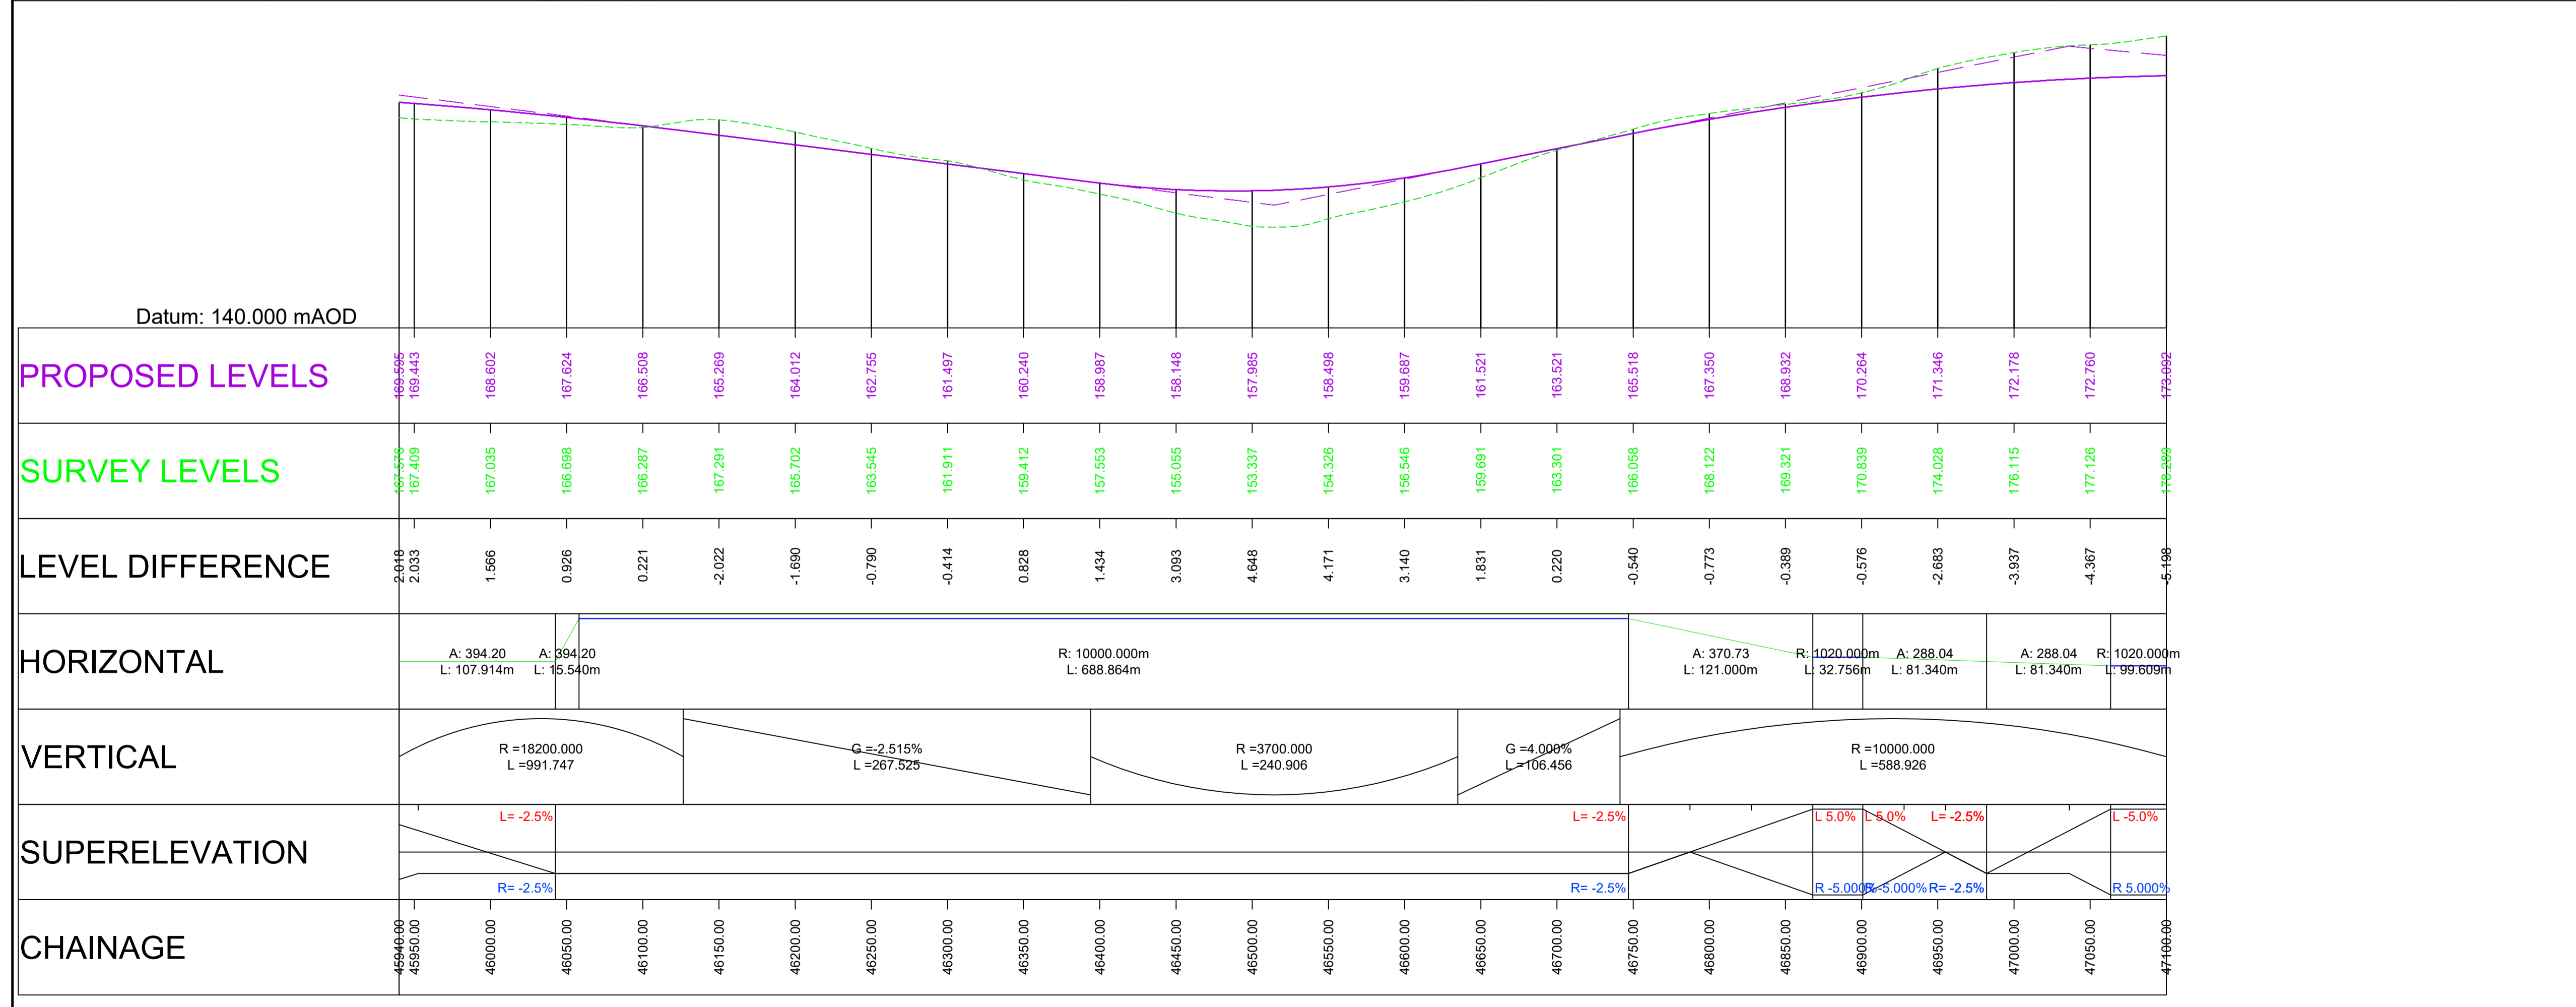 Datum: 140.000 mAOD
PROPOSED LEVELS
169.595 169.443 168.602 167.624 166.508 165.269 164.012 162.755 161.497 160.240 158.987 158.148 157.985 158.498 159.687 161.521 163.521 165.518 167.350 168.932 170.264 171.346 172.178 172.760 173.092
SURVEY LEVELS
167.576 167.409 167.035 166.698 166.287 167.291 165.702 163.545 161.911 159.412 157.553 155.055 153.337 154.326 156.546 159.691 163.301 166.058 168.122 169.321 170.839 174.028 176.115 177.126
LEVEL DIFFERENCE
2.018 2.033 1.566 0.926 0.221 -2.022 -1.690 -0.790 -0.414 0.828 1.434 3.093 4.648 4.171 3.140 1.831 0.220 -0.540 -0.773 -0.389 -0.576 -2.683 -3.937 -4.367 -5.198
HORIZONTAL
A: 394.20
L: 107.914m
A: 394.20
L: 15.540m
R: 10000.000m
L: 688.864m
A: 370.73
L: 121.000m
R: 1020.000m
L: 32.756m
A: 288.04
L: 81.340m
A: 288.04
L: 81.340m
R: 1020.000m
L: 99.609m
VERTICAL
R =18200.000
L =991.747
G =-2.515%
L =267.525
R =3700.000
L =240.906
G =4.000%
L =106.456
R =10000.000
L =588.926
SUPERELEVATION
L= -2.5%
R= -2.5%
L= -2.5%
R= -2.5%
L 5.0%
R -5.000%
L 5.0%
R -5.000%
L= -2.5%
R= -2.5%
L -5.0%
R 5.000%
CHAINAGE
45940.00 45950.00 46000.00 46050.00 46100.00 46150.00 46200.00 46250.00 46300.00 46350.00 46400.00 46450.00 46500.00 46550.00 46600.00 46650.00 46700.00 46750.00 46800.00 46850.00 46900.00 46950.00 47000.00 47050.00 47100.00